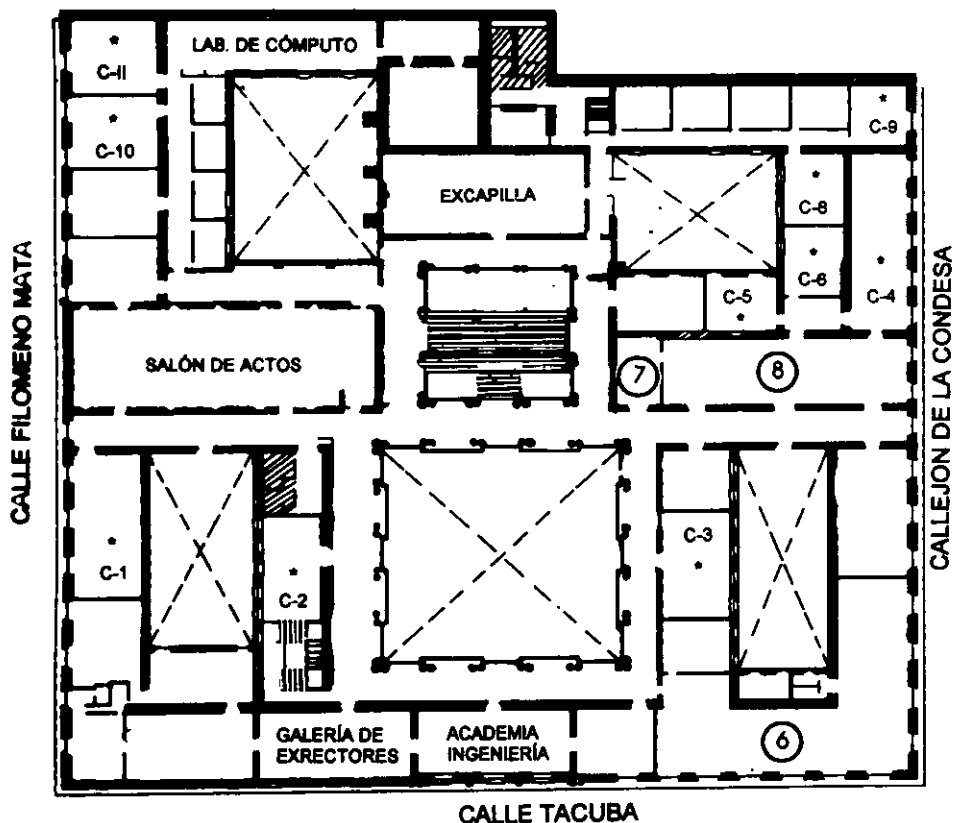 LAB. DE CÓMPUTO
*
C-II
*
C-10
*
C-9
EXCAPILLA
*
C-8
*
C-6
*
C-4
C-5
*
CALLE FILOMENO MATA
CALLEJON DE LA CONDESA
SALÓN DE ACTOS
7
8
*
C-1
*
C-2
C-3
*
GALERÍA DE
EXRECTORES
ACADEMIA
INGENIERÍA
6
CALLE TACUBA